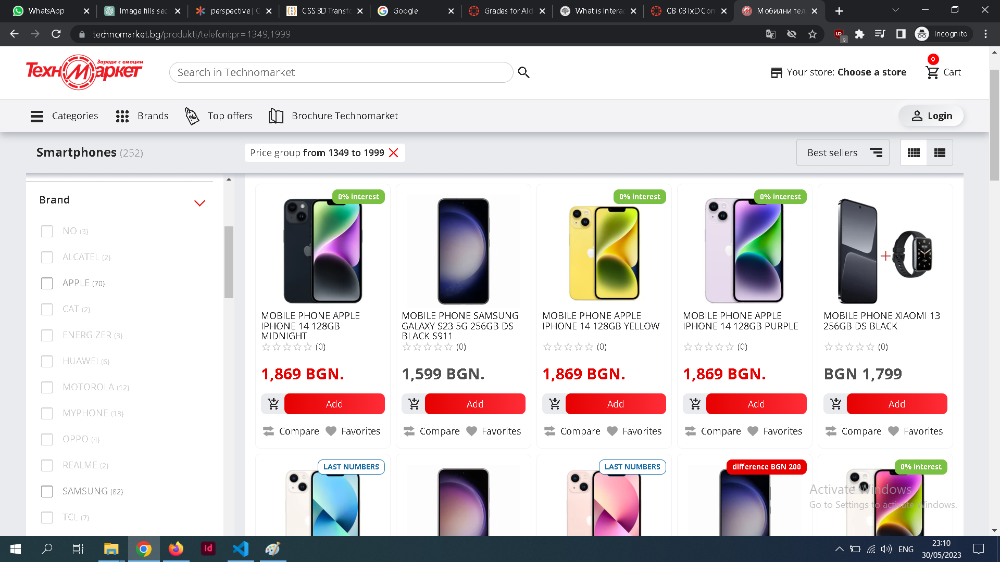 WhatsApp
Image fills sec
perspective | C
CSS 3D Transfo
Google
Grades for Ald
What is Interac
CB 03 IxD Con
Мобилни тел
technomarket.bg/produkti/telefoni;pr=1349,1999
9
Incognito
Зареди с емоции
ТехноМаркет
Search in Technomarket
Your store: Choose a store
0
Cart
Categories
Brands
Top offers
Brochure Technomarket
Login
Smartphones (252)
Price group from 1349 to 1999
Best sellers
Brand
NO (3)
ALCATEL (2)
APPLE (70)
CAT (2)
ENERGIZER (3)
HUAWEI (6)
MOTOROLA (12)
MYPHONE (18)
OPPO (4)
REALME (2)
SAMSUNG (82)
TCL (7)
0% interest
MOBILE PHONE APPLE
IPHONE 14 128GB
MIDNIGHT
(0)
1,869 BGN.
Add
Compare
Favorites
MOBILE PHONE SAMSUNG
GALAXY S23 5G 256GB DS
BLACK S911
(0)
1,599 BGN.
Add
Compare
Favorites
0% interest
MOBILE PHONE APPLE
IPHONE 14 128GB YELLOW
(0)
1,869 BGN.
Add
Compare
Favorites
0% interest
MOBILE PHONE APPLE
IPHONE 14 128GB PURPLE
(0)
1,869 BGN.
Add
Compare
Favorites
MOBILE PHONE XIAOMI 13
256GB DS BLACK
(0)
BGN 1,799
Add
Compare
Favorites
LAST NUMBERS
LAST NUMBERS
difference BGN 200
0% interest
Activate Windows
Go to Settings to activate Windows.
Id
ENG
23:10
30/05/2023